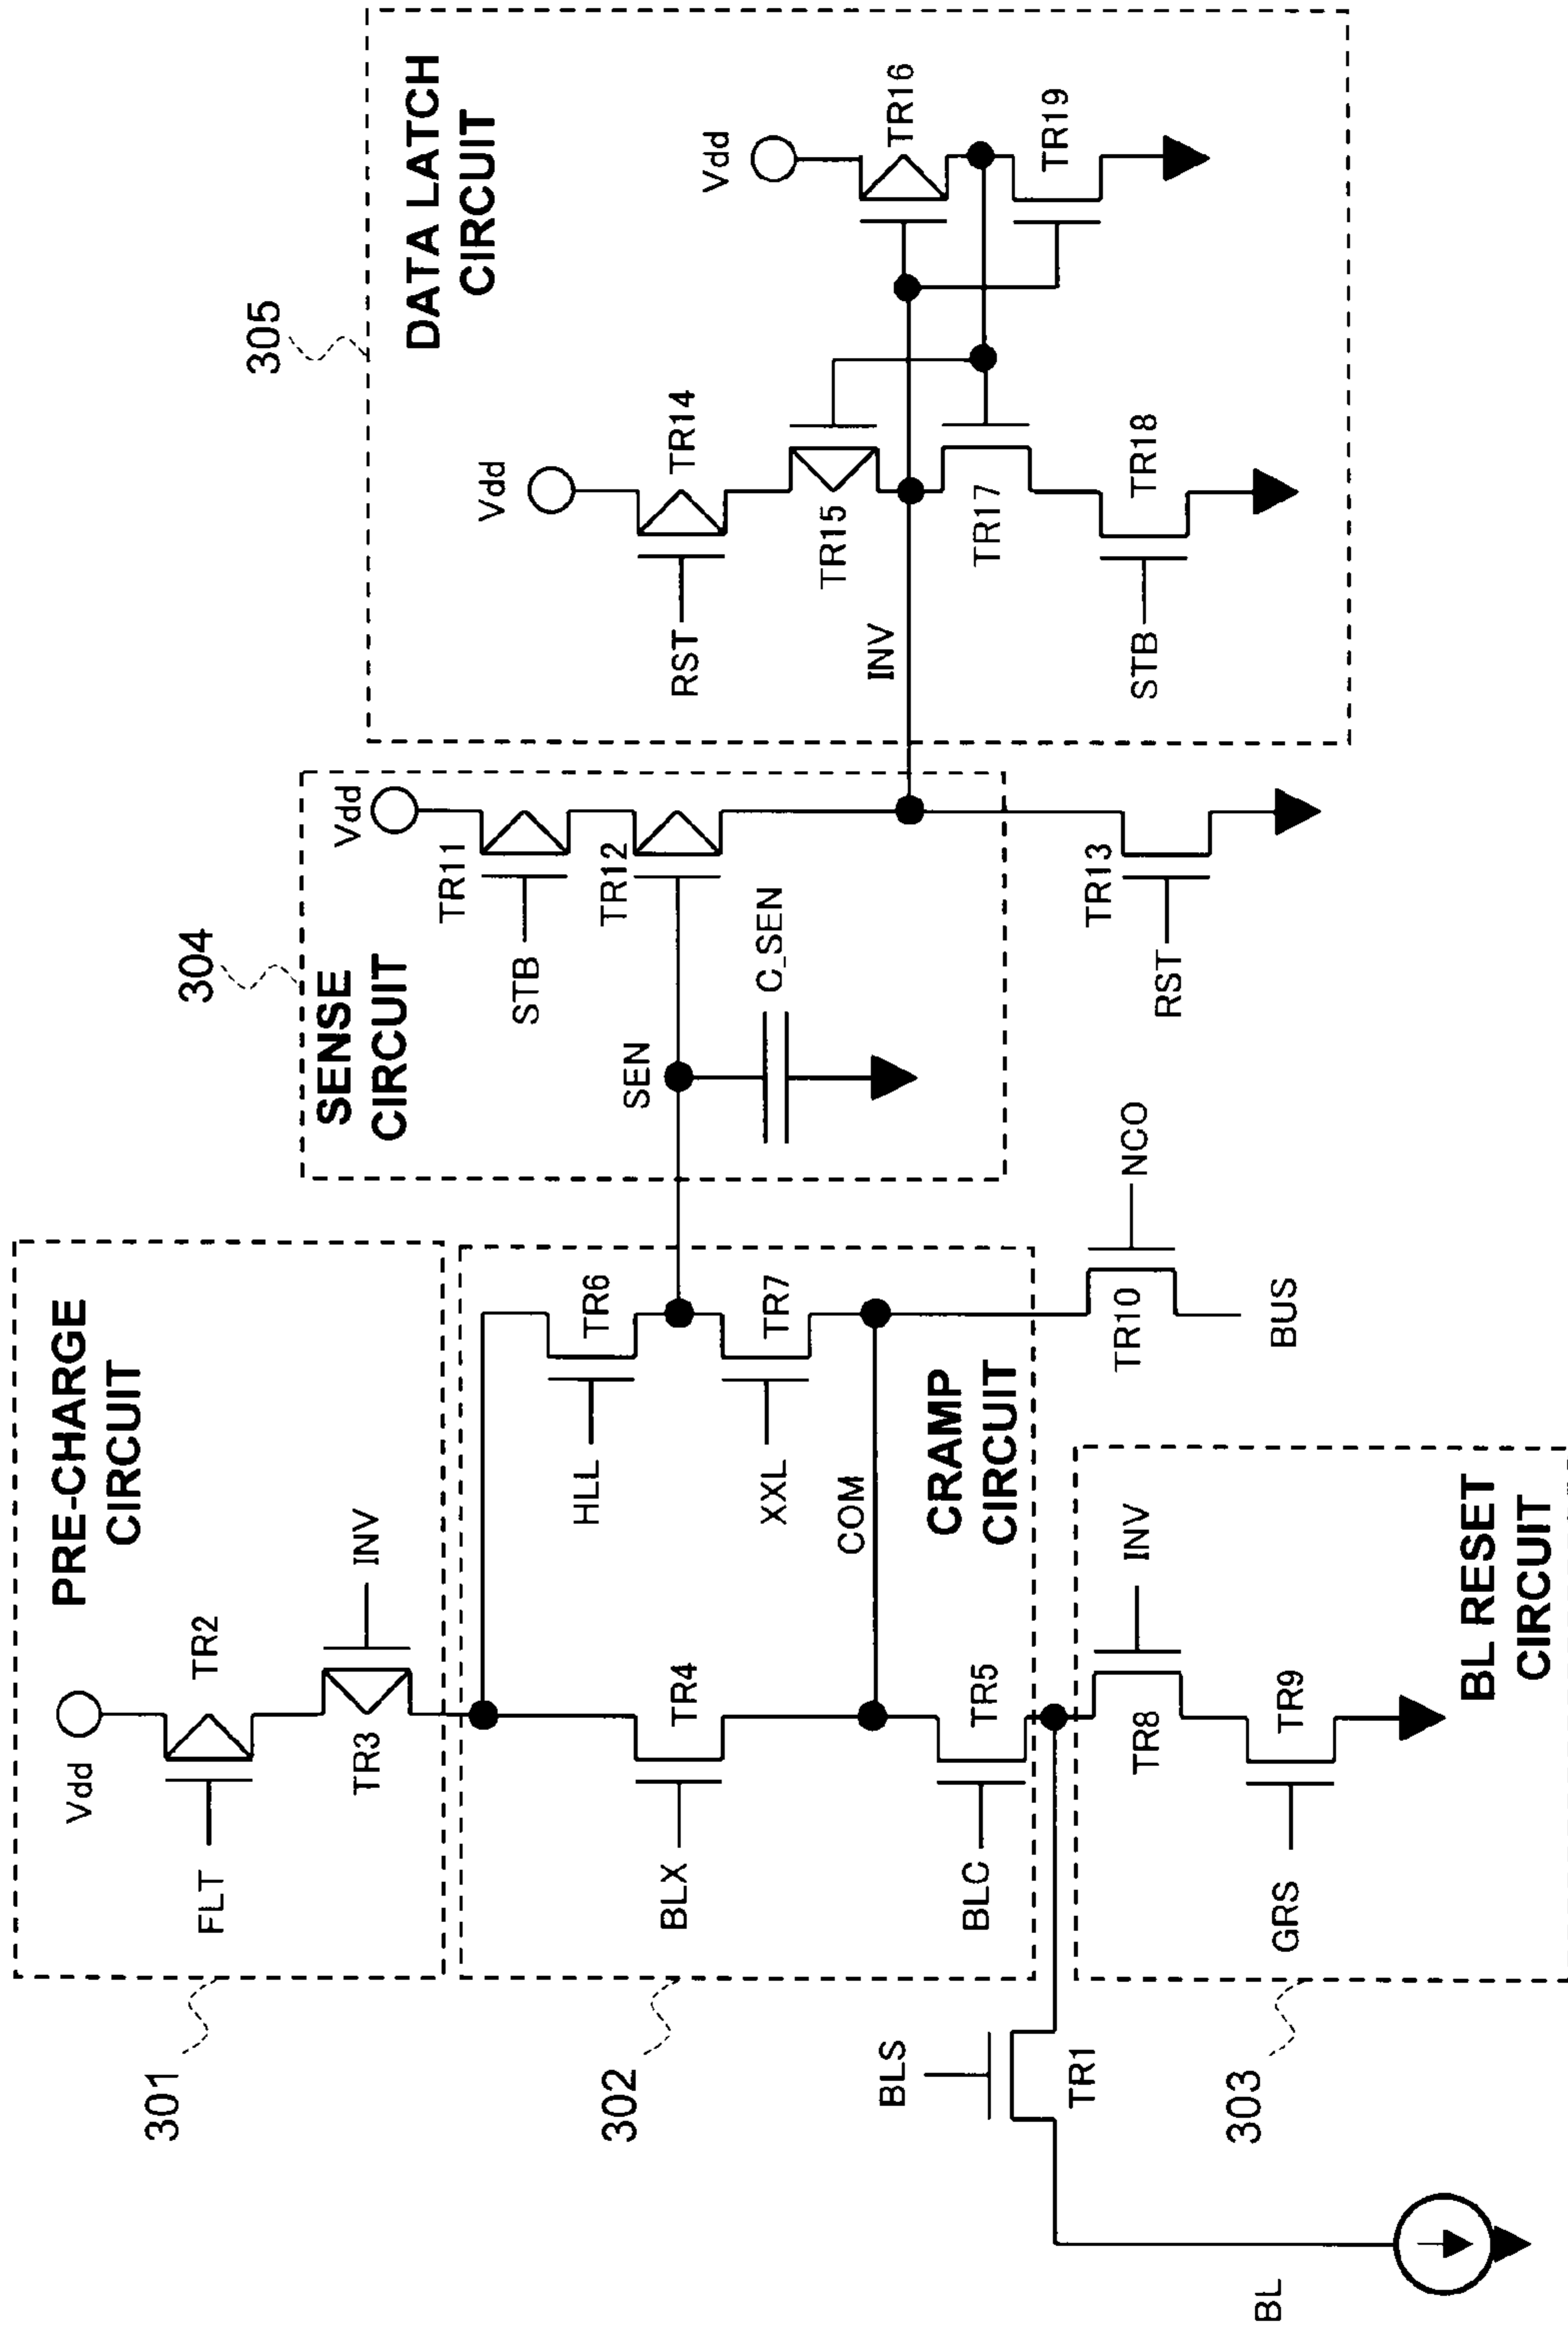 305
DATA LATCH
CIRCUIT
Vdd
TR16
TR19
Vdd
TR14
RST
TR15
INV
TR17
TR18
STB
304
SENSE
CIRCUIT
Vdd
TR11
STB
TR12
SEN
C_SEN
TR13
RST
PRE-CHARGE
CIRCUIT
Vdd
TR2
FLT
TR3
INV
301
302
TR6
HLL
TR7
XXL
TR4
BLX
COM
CRAMP
CIRCUIT
TR5
BLC
NCO
TR10
BUS
BL RESET
CIRCUIT
INV
TR8
TR9
GRS
303
BLS
TR1
BL